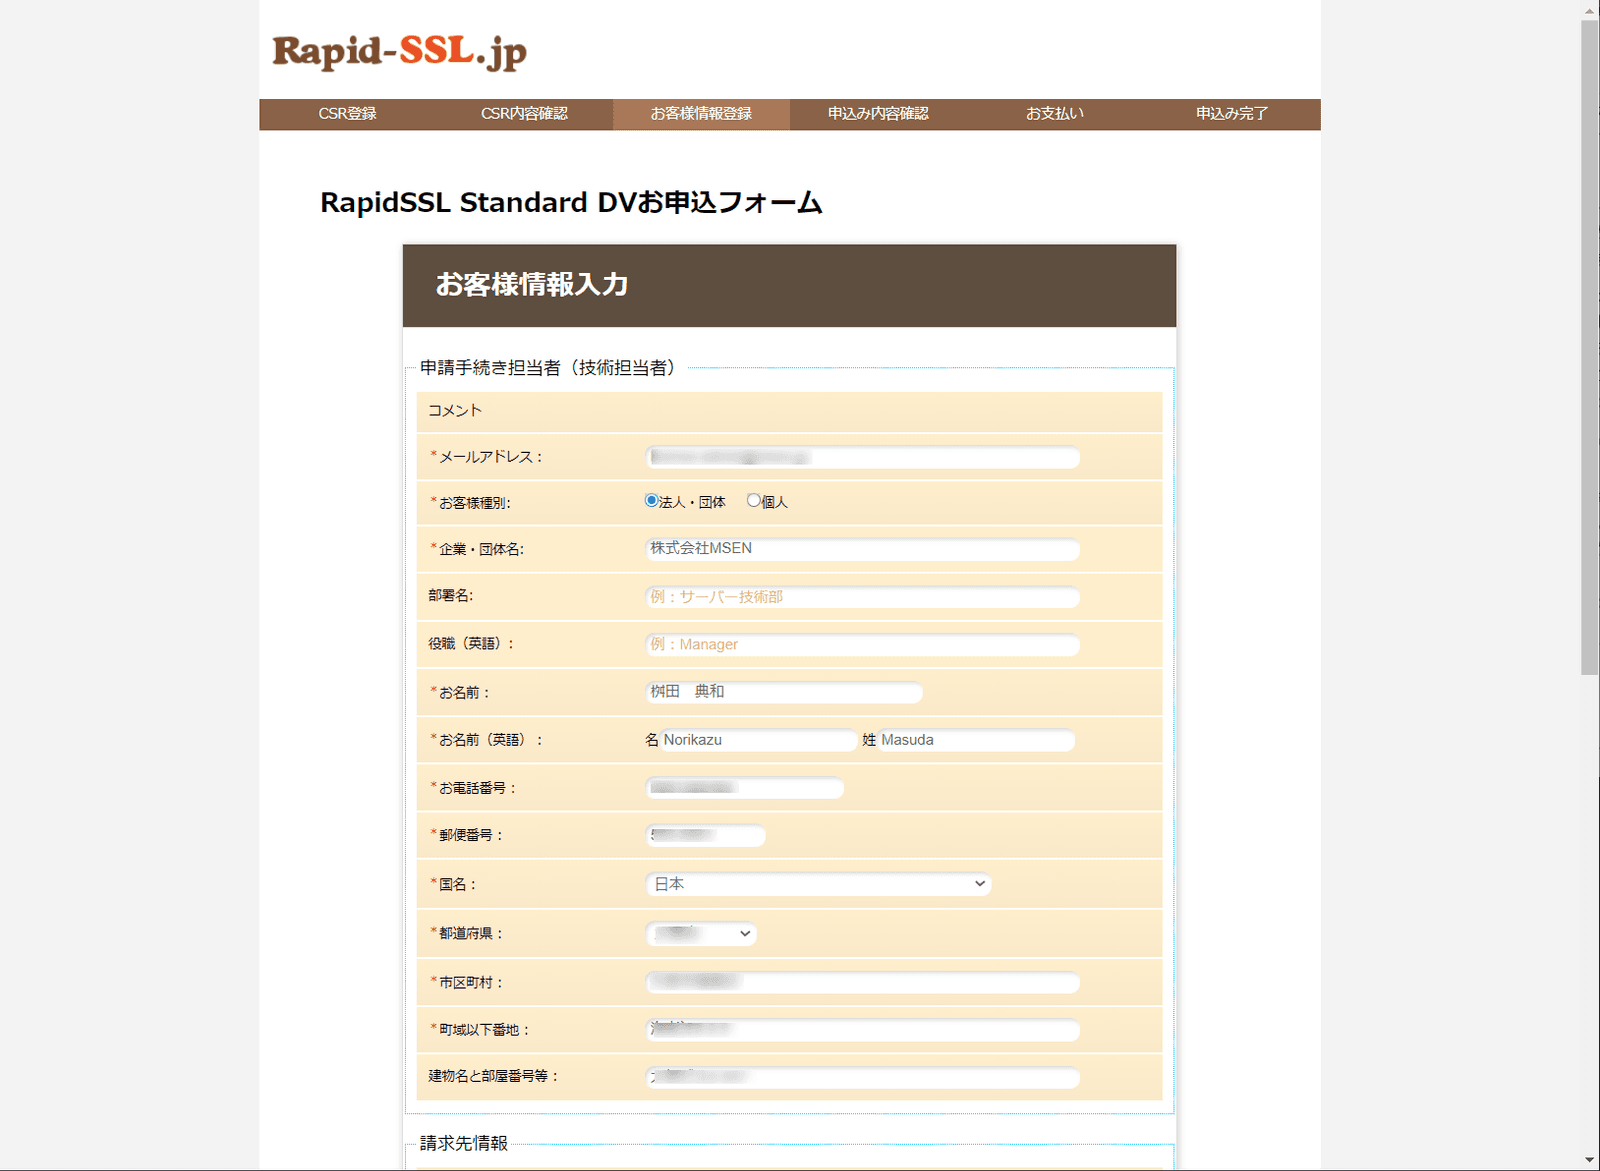 Rapid-SSL.jp
CSR登録 CSR内容確認 お客様情報登録 申込み内容確認 お支払い 申込み完了
RapidSSL Standard DVお申込フォーム
お客様情報入力
申請手続き担当者（技術担当者）
コメント
*メールアドレス：
*お客様種別: 法人・団体 個人
*企業・団体名: 株式会社MSEN
部署名: 例：サーバー技術部
役職（英語）: 例：Manager
*お名前： 桝田　典和
*お名前（英語）： 名 Norikazu 姓 Masuda
*お電話番号：
*郵便番号：
*国名： 日本
*都道府県：
*市区町村：
*町域以下番地：
建物名と部屋番号等：
請求先情報